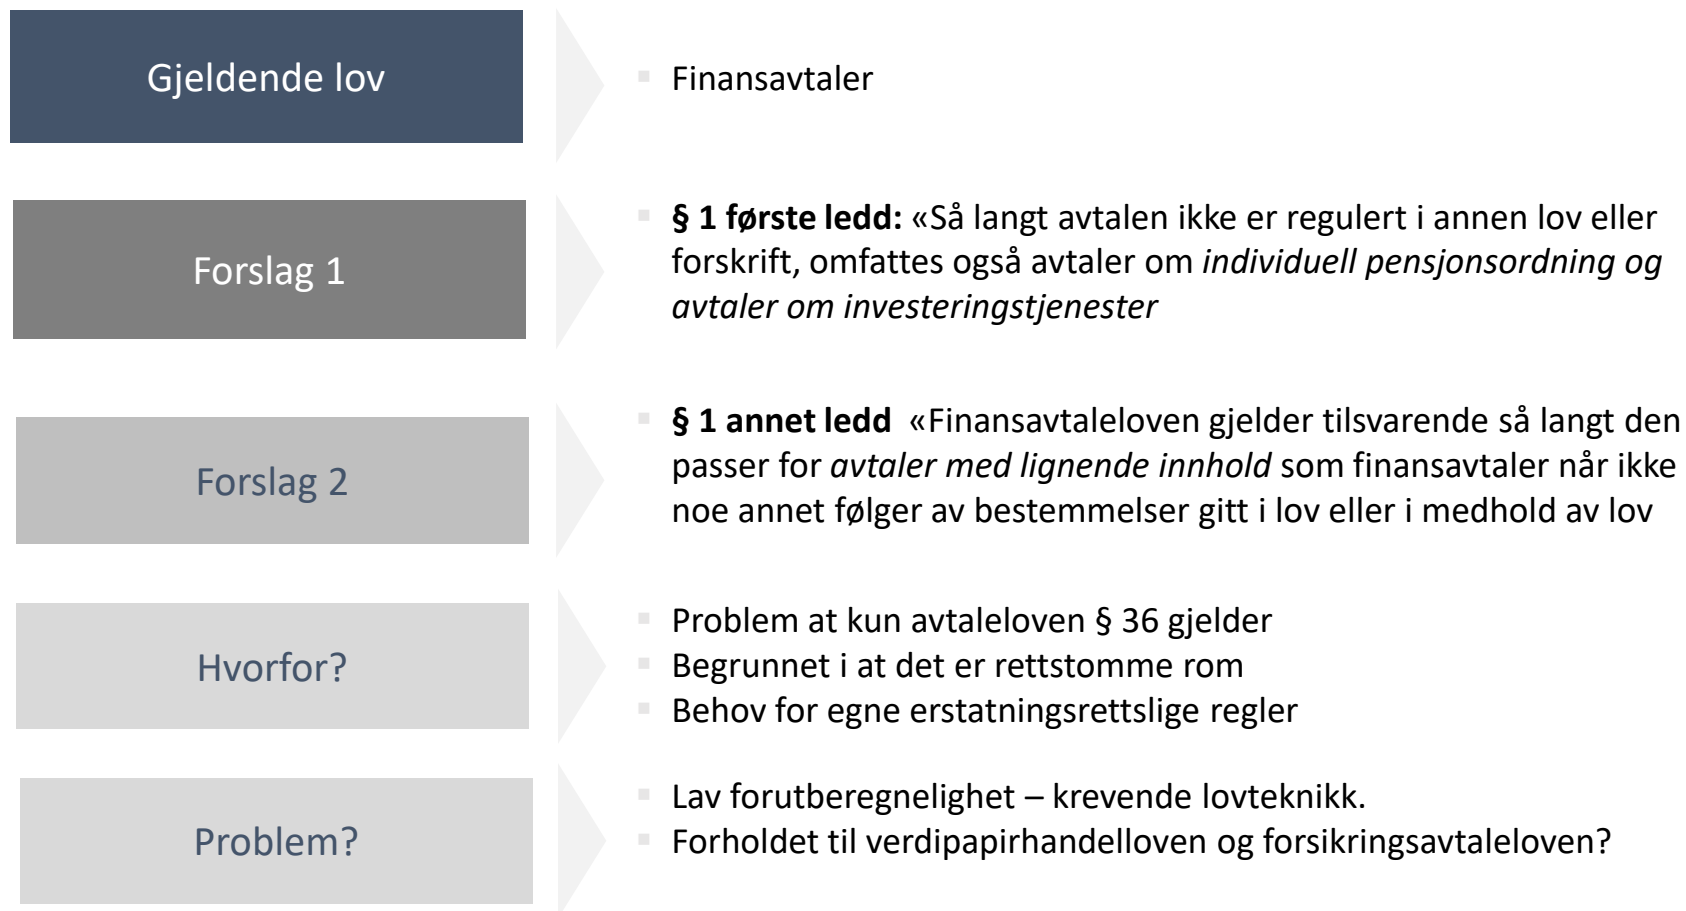 Gjeldende lov
Finansavtaler
Forslag 1
§ 1 første ledd: «Så langt avtalen ikke er regulert i annen lov eller
forskrift, omfattes også avtaler om individuell pensjonsordning og
avtaler om investeringstjenester
Forslag 2
§ 1 annet ledd «Finansavtaleloven gjelder tilsvarende så langt den
passer for avtaler med lignende innhold som finansavtaler når ikke
noe annet følger av bestemmelser gitt i lov eller i medhold av lov
Hvorfor?
Problem at kun avtaleloven § 36 gjelder
Begrunnet i at det er rettstomme rom
Behov for egne erstatningsrettslige regler
Problem?
Lav forutberegnelighet – krevende lovteknikk.
Forholdet til verdipapirhandelloven og forsikringsavtaleloven?